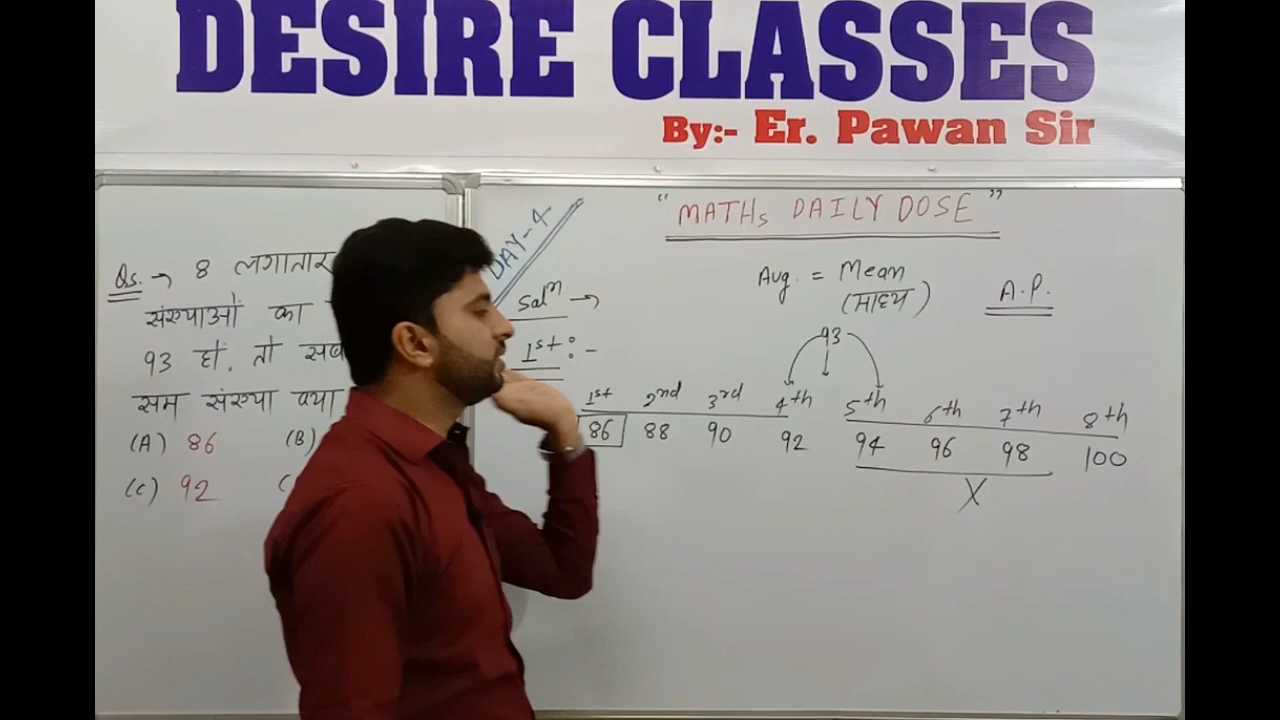 DESIRE CLASSES
By:- Er. Pawan Sir
Qs. → 8 लगातार
संख्याओं का
93 हो, तो सब
सम संख्या क्या
(A) 86 (B)
(C) 92 (
DAY-4
"MATHs DAILY DOSE"
Avg. = Mean
(माध्य)
A.P.
Solⁿ →
Ist :-
93
1st 2nd 3rd 4th 5th 6th 7th 8th
86 88 90 92 94 96 98 100
X